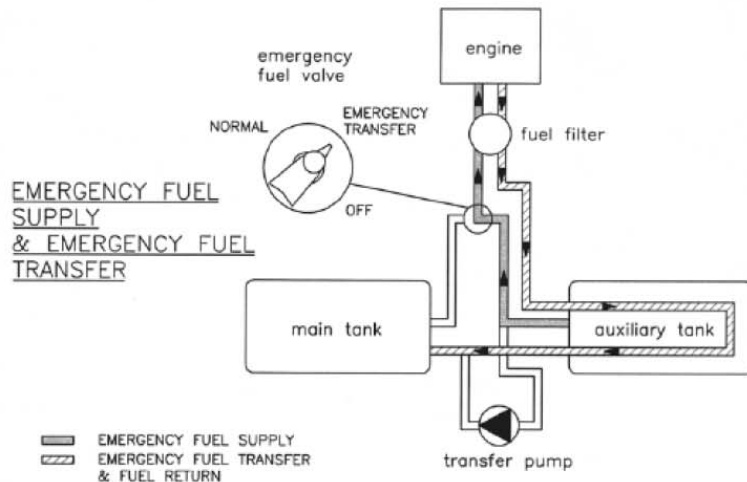 engine
emergency
fuel valve
EMERGENCY
TRANSFER
NORMAL
fuel filter
OFF
EMERGENCY FUEL
SUPPLY
& EMERGENCY FUEL
TRANSFER
main tank
auxiliary tank
transfer pump
EMERGENCY FUEL SUPPLY
EMERGENCY FUEL TRANSFER
& FUEL RETURN